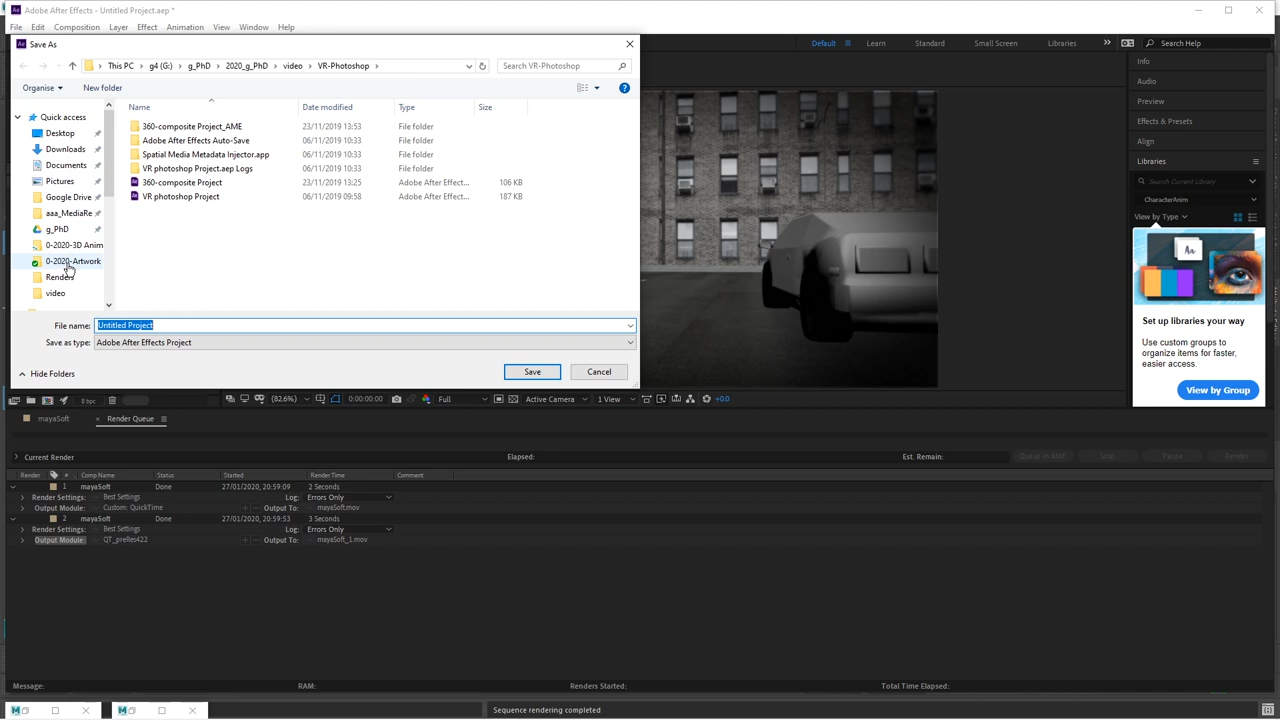 Adobe After Effects - Untitled Project.aep *
File Edit Composition Layer Effect Animation View Window Help
Save As
Default Learn Standard Small Screen Libraries Search Help
This PC > g4 (G:) > g_PhD > 2020_g_PhD > video > VR-Photoshop >
Search VR-Photoshop
Organise New folder
Name Date modified Type Size
Quick access
Desktop
Downloads
Documents
Pictures
Google Drive
aaa_MediaRe
g_PhD
0-2020-3D Anim
0-2020-Artwork
Renders
video
360-composite Project_AME 23/11/2019 13:53 File folder
Adobe After Effects Auto-Save 06/11/2019 10:33 File folder
Spatial Media Metadata Injector.app 06/11/2019 10:33 File folder
VR photoshop Project.aep Logs 06/11/2019 10:33 File folder
360-composite Project 23/11/2019 13:25 Adobe After Effect... 106 KB
VR photoshop Project 06/11/2019 09:58 Adobe After Effect... 187 KB
File name: Untitled Project
Save as type: Adobe After Effects Project
Hide Folders Save Cancel
Info
Audio
Preview
Effects & Presets
Align
Libraries
Search Current Library
CharacterAnim
View by Type
Aa
Set up libraries your way
Use custom groups to
organize items for faster,
easier access.
View by Group
8 bpc (82.6%) 0:00:00:00 Full Active Camera 1 View +0.0
mayaSoft × Render Queue
Current Render Elapsed: Est. Remain: Queue in AME Stop Pause Render
Render # Comp Name Status Started Render Time Comment
1 mayaSoft Done 27/01/2020, 20:59:09 2 Seconds
Render Settings: Best Settings Log: Errors Only
Output Module: Custom: QuickTime Output To: mayaSoft.mov
2 mayaSoft Done 27/01/2020, 20:59:53 3 Seconds
Render Settings: Best Settings Log: Errors Only
Output Module: QT_preRes422 Output To: mayaSoft_1.mov
Message: RAM: Renders Started: Total Time Elapsed:
Sequence rendering completed